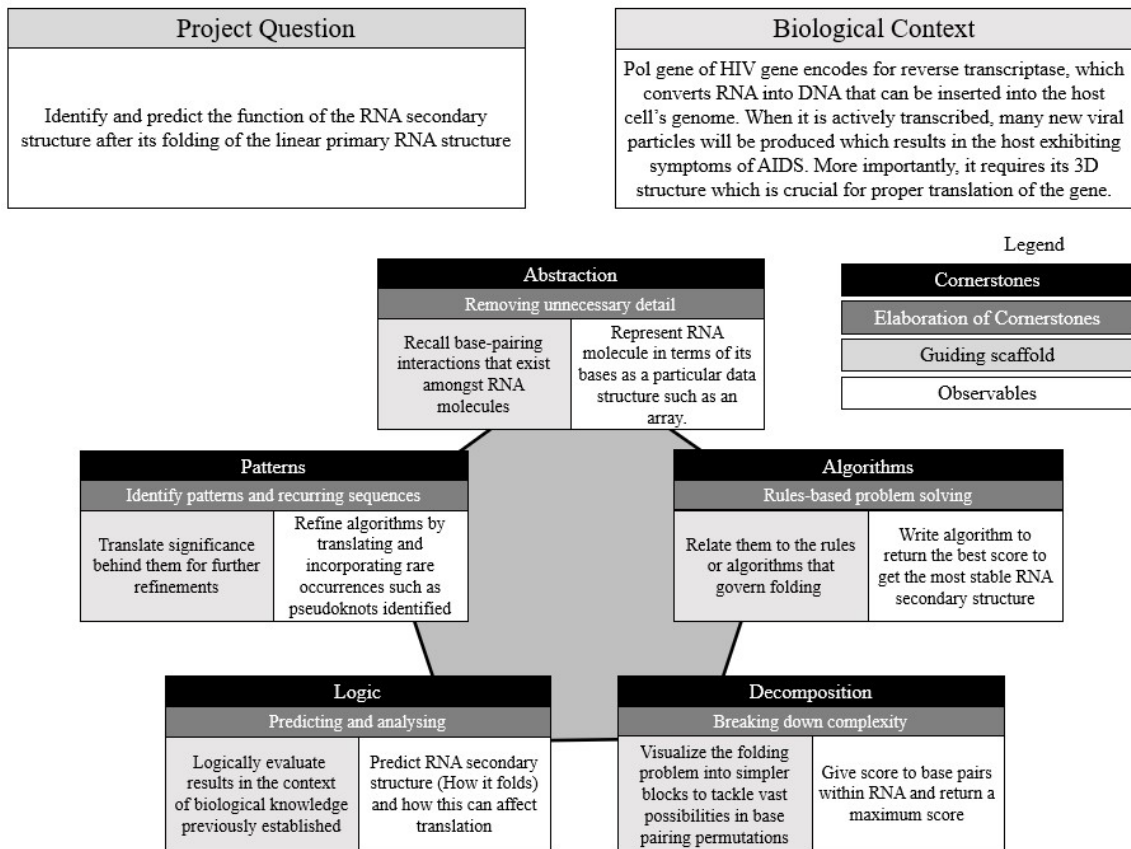 Project Question
Identify and predict the function of the RNA secondary
structure after its folding of the linear primary RNA structure
Biological Context
Pol gene of HIV gene encodes for reverse transcriptase, which
converts RNA into DNA that can be inserted into the host
cell's genome. When it is actively transcribed, many new viral
particles will be produced which results in the host exhibiting
symptoms of AIDS. More importantly, it requires its 3D
structure which is crucial for proper translation of the gene.
Legend
Cornerstones
Elaboration of Cornerstones
Guiding scaffold
Observables
Abstraction
Removing unnecessary detail
Recall base-pairing
interactions that exist
amongst RNA
molecules
Represent RNA
molecule in terms of its
bases as a particular data
structure such as an
array.
Patterns
Identify patterns and recurring sequences
Translate significance
behind them for further
refinements
Refine algorithms by
translating and
incorporating rare
occurrences such as
pseudoknots identified
Algorithms
Rules-based problem solving
Relate them to the rules
or algorithms that
govern folding
Write algorithm to
return the best score to
get the most stable RNA
secondary structure
Logic
Predicting and analysing
Logically evaluate
results in the context
of biological knowledge
previously established
Predict RNA secondary
structure (How it folds)
and how this can affect
translation
Decomposition
Breaking down complexity
Visualize the folding
problem into simpler
blocks to tackle vast
possibilities in base
pairing permutations
Give score to base pairs
within RNA and return a
maximum score